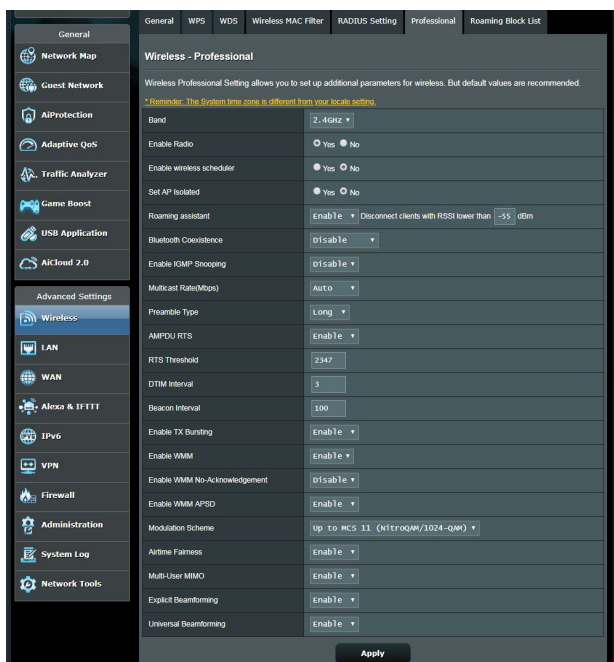 General WPS WDS Wireless MAC Filter RADIUS Setting Professional Roaming Block List
General
Network Map
Guest Network
AiProtection
Adaptive QoS
Traffic Analyzer
Game Boost
USB Application
AiCloud 2.0
Advanced Settings
Wireless
LAN
WAN
Alexa & IFTTT
IPv6
VPN
Firewall
Administration
System Log
Network Tools
Wireless - Professional
Wireless Professional Setting allows you to set up additional parameters for wireless. But default values are recommended.
* Reminder: The System time zone is different from your locale setting.
Band 2.4GHz
Enable Radio Yes No
Enable wireless scheduler Yes No
Set AP Isolated Yes No
Roaming assistant Enable Disconnect clients with RSSI lower than -55 dBm
Bluetooth Coexistence Disable
Enable IGMP Snooping Disable
Multicast Rate(Mbps) Auto
Preamble Type Long
AMPDU RTS Enable
RTS Threshold 2347
DTIM Interval 3
Beacon Interval 100
Enable TX Bursting Enable
Enable WMM Enable
Enable WMM No-Acknowledgement Disable
Enable WMM APSD Enable
Modulation Scheme Up to MCS 11 (NitroQAM/1024-QAM)
Airtime Fairness Enable
Multi-User MIMO Enable
Explicit Beamforming Enable
Universal Beamforming Enable
Apply